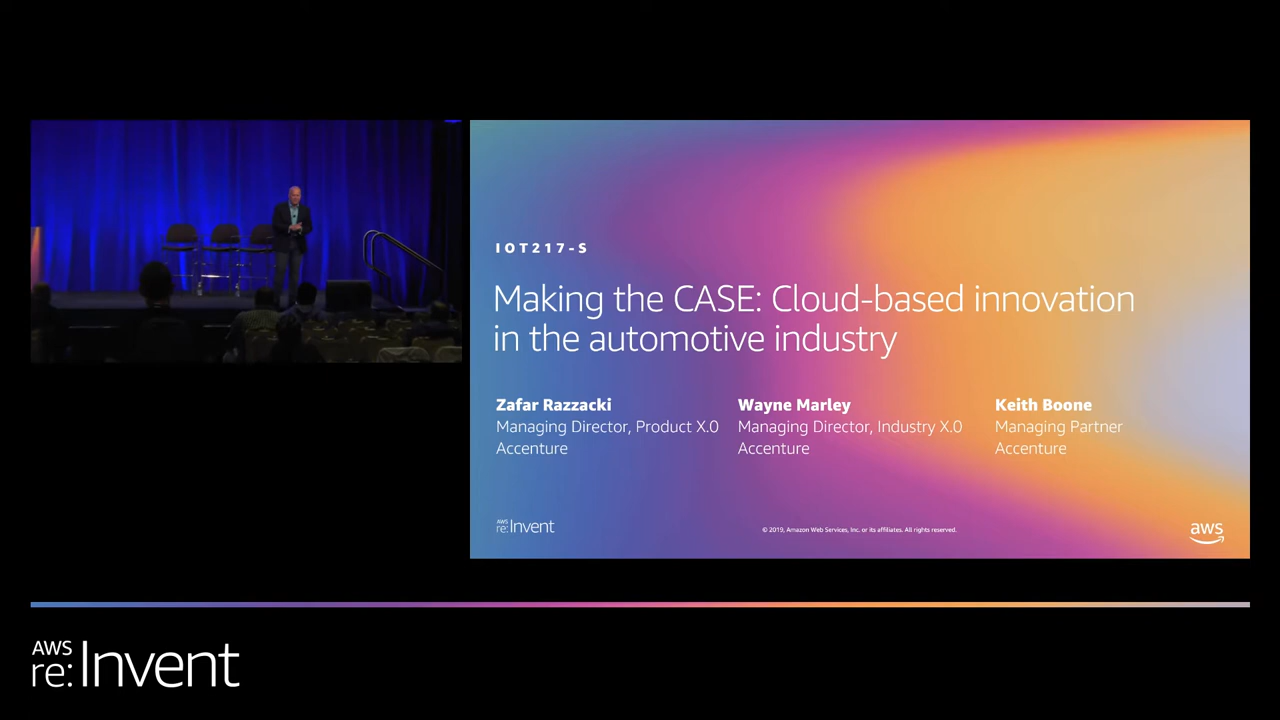 IOT217-S
Making the CASE: Cloud-based innovation
in the automotive industry
Zafar Razzacki
Managing Director, Product X.0
Accenture
Wayne Marley
Managing Director, Industry X.0
Accenture
Keith Boone
Managing Partner
Accenture
AWS
re:Invent
© 2019, Amazon Web Services, Inc. or its affiliates. All rights reserved.
aws
AWS
re:Invent